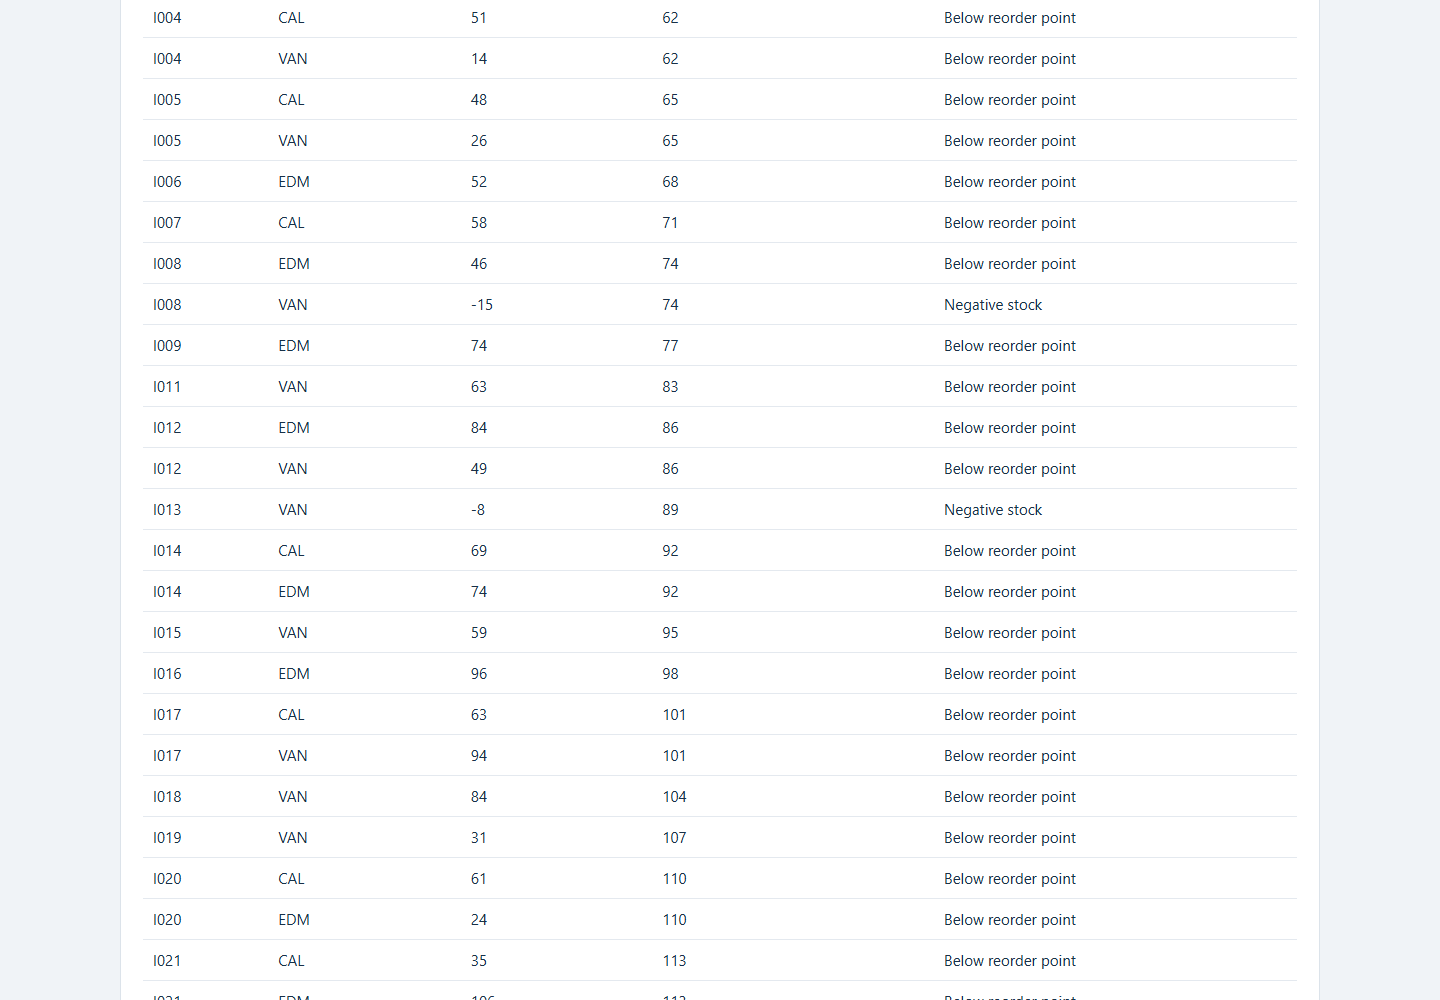 I004 CAL 51 62 Below reorder point
I004 VAN 14 62 Below reorder point
I005 CAL 48 65 Below reorder point
I005 VAN 26 65 Below reorder point
I006 EDM 52 68 Below reorder point
I007 CAL 58 71 Below reorder point
I008 EDM 46 74 Below reorder point
I008 VAN -15 74 Negative stock
I009 EDM 74 77 Below reorder point
I011 VAN 63 83 Below reorder point
I012 EDM 84 86 Below reorder point
I012 VAN 49 86 Below reorder point
I013 VAN -8 89 Negative stock
I014 CAL 69 92 Below reorder point
I014 EDM 74 92 Below reorder point
I015 VAN 59 95 Below reorder point
I016 EDM 96 98 Below reorder point
I017 CAL 63 101 Below reorder point
I017 VAN 94 101 Below reorder point
I018 VAN 84 104 Below reorder point
I019 VAN 31 107 Below reorder point
I020 CAL 61 110 Below reorder point
I020 EDM 24 110 Below reorder point
I021 CAL 35 113 Below reorder point